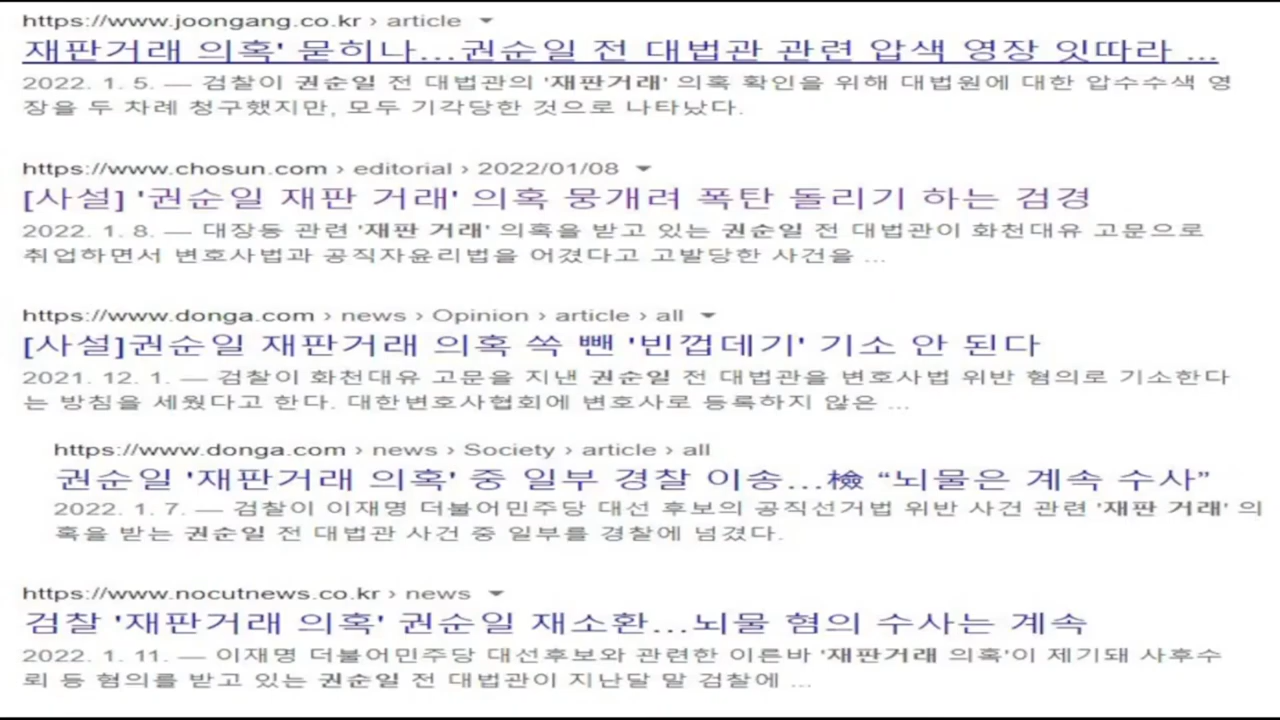 https://www.joongang.co.kr › article
재판거래 의혹' 묻히나...권순일 전 대법관 관련 압색 영장 잇따라 ...
2022. 1. 5. — 검찰이 권순일 전 대법관의 '재판거래' 의혹 확인을 위해 대법원에 대한 압수수색 영
장을 두 차례 청구했지만, 모두 기각당한 것으로 나타났다.
https://www.chosun.com › editorial › 2022/01/08
[사설] '권순일 재판 거래' 의혹 뭉개려 폭탄 돌리기 하는 검경
2022. 1. 8. — 대장동 관련 '재판 거래' 의혹을 받고 있는 권순일 전 대법관이 화천대유 고문으로
취업하면서 변호사법과 공직자윤리법을 어겼다고 고발당한 사건을 ...
https://www.donga.com › news › Opinion › article › all
[사설]권순일 재판거래 의혹 쏙 뺀 '빈껍데기' 기소 안 된다
2021. 12. 1. — 검찰이 화천대유 고문을 지낸 권순일 전 대법관을 변호사법 위반 혐의로 기소한다
는 방침을 세웠다고 한다. 대한변호사협회에 변호사로 등록하지 않은 ...
https://www.donga.com › news › Society › article › all
권순일 '재판거래 의혹' 중 일부 경찰 이송...檢 “뇌물은 계속 수사”
2022. 1. 7. — 검찰이 이재명 더불어민주당 대선 후보의 공직선거법 위반 사건 관련 '재판 거래' 의
혹을 받는 권순일 전 대법관 사건 중 일부를 경찰에 넘겼다.
https://www.nocutnews.co.kr › news
검찰 '재판거래 의혹' 권순일 재소환...뇌물 혐의 수사는 계속
2022. 1. 11. — 이재명 더불어민주당 대선후보와 관련한 이른바 '재판거래 의혹'이 제기돼 사후수
뢰 등 혐의를 받고 있는 권순일 전 대법관이 지난달 말 검찰에 ...